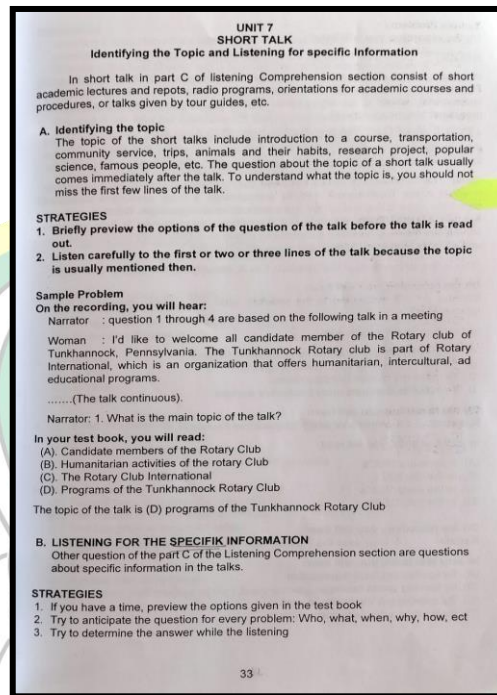 UNIT 7
SHORT TALK
Identifying the Topic and Listening for specific Information
In short talk in part C of listening Comprehension section consist of short
academic lectures and repots, radio programs, orientations for academic courses and
procedures, or talks given by tour guides, etc.
A. Identifying the topic
The topic of the short talks include introduction to a course, transportation,
community service, trips, animals and their habits, research project, popular
science, famous people, etc. The question about the topic of a short talk usually
comes immediately after the talk. To understand what the topic is, you should not
miss the first few lines of the talk.
STRATEGIES
1. Briefly preview the options of the question of the talk before the talk is read
out.
2. Listen carefully to the first or two or three lines of the talk because the topic
is usually mentioned then.
Sample Problem
On the recording, you will hear:
Narrator : question 1 through 4 are based on the following talk in a meeting
Woman : I'd like to welcome all candidate member of the Rotary club of
Tunkhannock, Pennsylvania. The Tunkhannock Rotary club is part of Rotary
International, which is an organization that offers humanitarian, intercultural, ad
educational programs.
.......(The talk continuous).
Narrator: 1. What is the main topic of the talk?
In your test book, you will read:
(A). Candidate members of the Rotary Club
(B). Humanitarian activities of the rotary Club
(C). The Rotary Club International
(D). Programs of the Tunkhannock Rotary Club
The topic of the talk is (D) programs of the Tunkhannock Rotary Club
B. LISTENING FOR THE SPECIFIK INFORMATION
Other question of the part C of the Listening Comprehension section are questions
about specific information in the talks.
STRATEGIES
1. If you have a time, preview the options given in the test book
2. Try to anticipate the question for every problem: Who, what, when, why, how, ect
3. Try to determine the answer while the listening
33